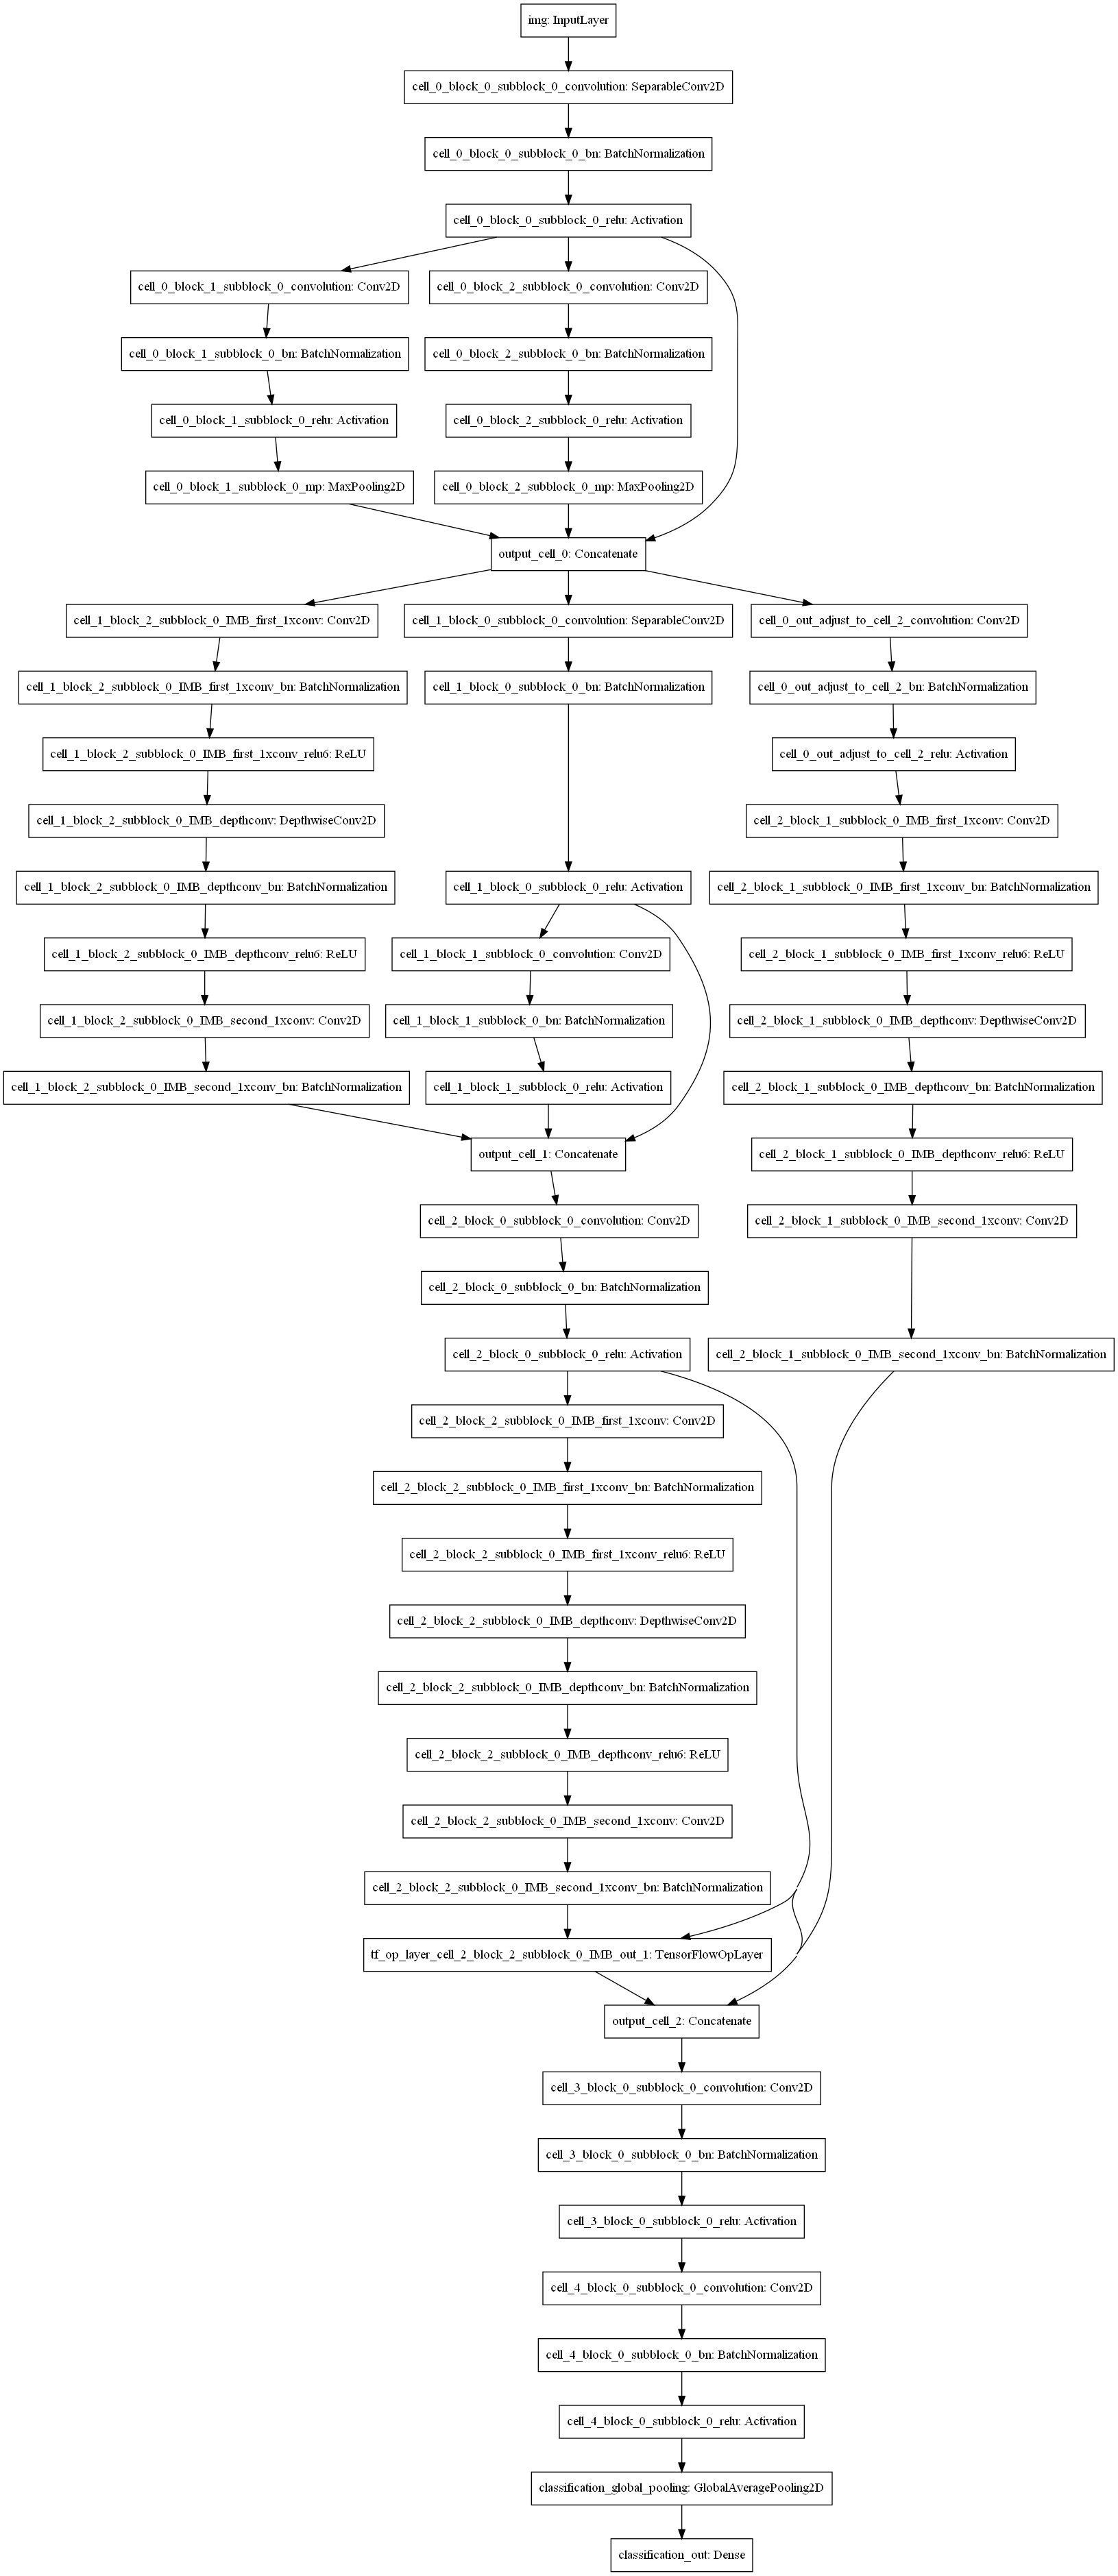 img: InputLayer
cell_0_block_0_subblock_0_convolution: SeparableConv2D
cell_0_block_0_subblock_0_bn: BatchNormalization
cell_0_block_0_subblock_0_relu: Activation
cell_0_block_1_subblock_0_convolution: Conv2D
cell_0_block_2_subblock_0_convolution: Conv2D
cell_0_block_1_subblock_0_bn: BatchNormalization
cell_0_block_2_subblock_0_bn: BatchNormalization
cell_0_block_1_subblock_0_relu: Activation
cell_0_block_2_subblock_0_relu: Activation
cell_0_block_1_subblock_0_mp: MaxPooling2D
cell_0_block_2_subblock_0_mp: MaxPooling2D
output_cell_0: Concatenate
cell_1_block_2_subblock_0_IMB_first_1xconv: Conv2D
cell_1_block_0_subblock_0_convolution: SeparableConv2D
cell_0_out_adjust_to_cell_2_convolution: Conv2D
cell_1_block_2_subblock_0_IMB_first_1xconv_bn: BatchNormalization
cell_1_block_0_subblock_0_bn: BatchNormalization
cell_0_out_adjust_to_cell_2_bn: BatchNormalization
cell_1_block_2_subblock_0_IMB_first_1xconv_relu6: ReLU
cell_0_out_adjust_to_cell_2_relu: Activation
cell_1_block_2_subblock_0_IMB_depthconv: DepthwiseConv2D
cell_2_block_1_subblock_0_IMB_first_1xconv: Conv2D
cell_1_block_2_subblock_0_IMB_depthconv_bn: BatchNormalization
cell_1_block_0_subblock_0_relu: Activation
cell_2_block_1_subblock_0_IMB_first_1xconv_bn: BatchNormalization
cell_1_block_2_subblock_0_IMB_depthconv_relu6: ReLU
cell_1_block_1_subblock_0_convolution: Conv2D
cell_2_block_1_subblock_0_IMB_first_1xconv_relu6: ReLU
cell_1_block_2_subblock_0_IMB_second_1xconv: Conv2D
cell_1_block_1_subblock_0_bn: BatchNormalization
cell_2_block_1_subblock_0_IMB_depthconv: DepthwiseConv2D
cell_1_block_2_subblock_0_IMB_second_1xconv_bn: BatchNormalization
cell_1_block_1_subblock_0_relu: Activation
cell_2_block_1_subblock_0_IMB_depthconv_bn: BatchNormalization
output_cell_1: Concatenate
cell_2_block_1_subblock_0_IMB_depthconv_relu6: ReLU
cell_2_block_0_subblock_0_convolution: Conv2D
cell_2_block_1_subblock_0_IMB_second_1xconv: Conv2D
cell_2_block_0_subblock_0_bn: BatchNormalization
cell_2_block_0_subblock_0_relu: Activation
cell_2_block_1_subblock_0_IMB_second_1xconv_bn: BatchNormalization
cell_2_block_2_subblock_0_IMB_first_1xconv: Conv2D
cell_2_block_2_subblock_0_IMB_first_1xconv_bn: BatchNormalization
cell_2_block_2_subblock_0_IMB_first_1xconv_relu6: ReLU
cell_2_block_2_subblock_0_IMB_depthconv: DepthwiseConv2D
cell_2_block_2_subblock_0_IMB_depthconv_bn: BatchNormalization
cell_2_block_2_subblock_0_IMB_depthconv_relu6: ReLU
cell_2_block_2_subblock_0_IMB_second_1xconv: Conv2D
cell_2_block_2_subblock_0_IMB_second_1xconv_bn: BatchNormalization
tf_op_layer_cell_2_block_2_subblock_0_IMB_out_1: TensorFlowOpLayer
output_cell_2: Concatenate
cell_3_block_0_subblock_0_convolution: Conv2D
cell_3_block_0_subblock_0_bn: BatchNormalization
cell_3_block_0_subblock_0_relu: Activation
cell_4_block_0_subblock_0_convolution: Conv2D
cell_4_block_0_subblock_0_bn: BatchNormalization
cell_4_block_0_subblock_0_relu: Activation
classification_global_pooling: GlobalAveragePooling2D
classification_out: Dense